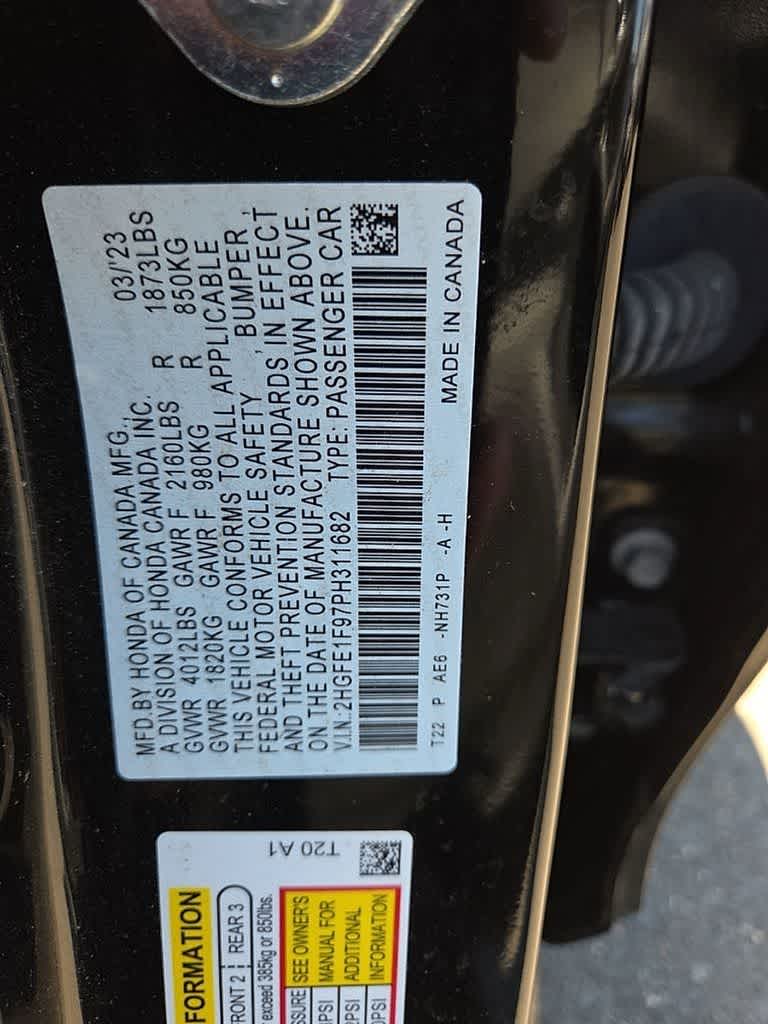 MFD.BY HONDA OF CANADA MFG., 03/'23
A DIVISION OF HONDA CANADA INC.
GVWR 4012LBS GAWR F 2160LBS R 1873LBS
GVWR 1820KG GAWR F 980KG R 850KG
THIS VEHICLE CONFORMS TO ALL APPLICABLE
FEDERAL MOTOR VEHICLE SAFETY , BUMPER ,
AND THEFT PREVENTION STANDARDS IN EFFECT
ON THE DATE OF MANUFACTURE SHOWN ABOVE.
V.I.N.:2HGFE1F97PH311682 TYPE: PASSENGER CAR
T22 P AE6 -NH731P -A -H MADE IN CANADA
T20 A1
FORMATION
RONT 2 REAR 3
exceed 385kg or 850lbs.
SSURE SEE OWNER'S
PSI MANUAL FOR
PSI ADDITIONAL
0PSI INFORMATION